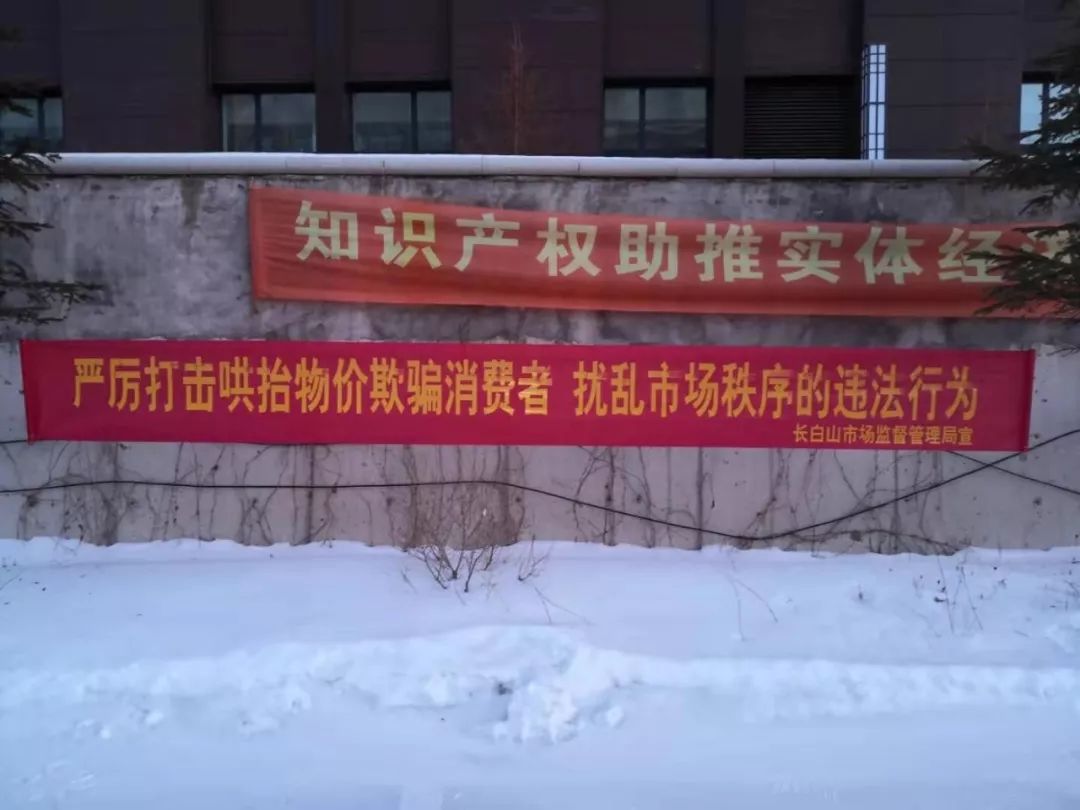 知识产权助推实体经
严厉打击哄抬物价欺骗消费者 扰乱市场秩序的违法行为
长白山市场监督管理局宣